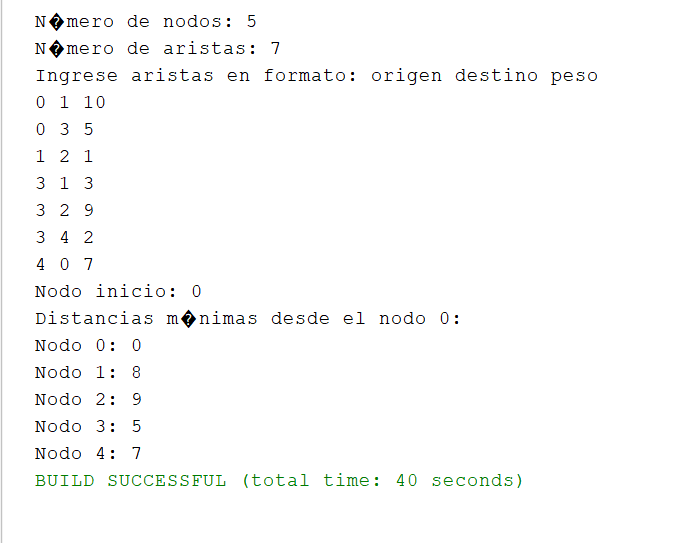 N�mero de nodos: 5
N�mero de aristas: 7
Ingrese aristas en formato: origen destino peso
0 1 10
0 3 5
1 2 1
3 1 3
3 2 9
3 4 2
4 0 7
Nodo inicio: 0
Distancias m�nimas desde el nodo 0:
Nodo 0: 0
Nodo 1: 8
Nodo 2: 9
Nodo 3: 5
Nodo 4: 7
BUILD SUCCESSFUL (total time: 40 seconds)